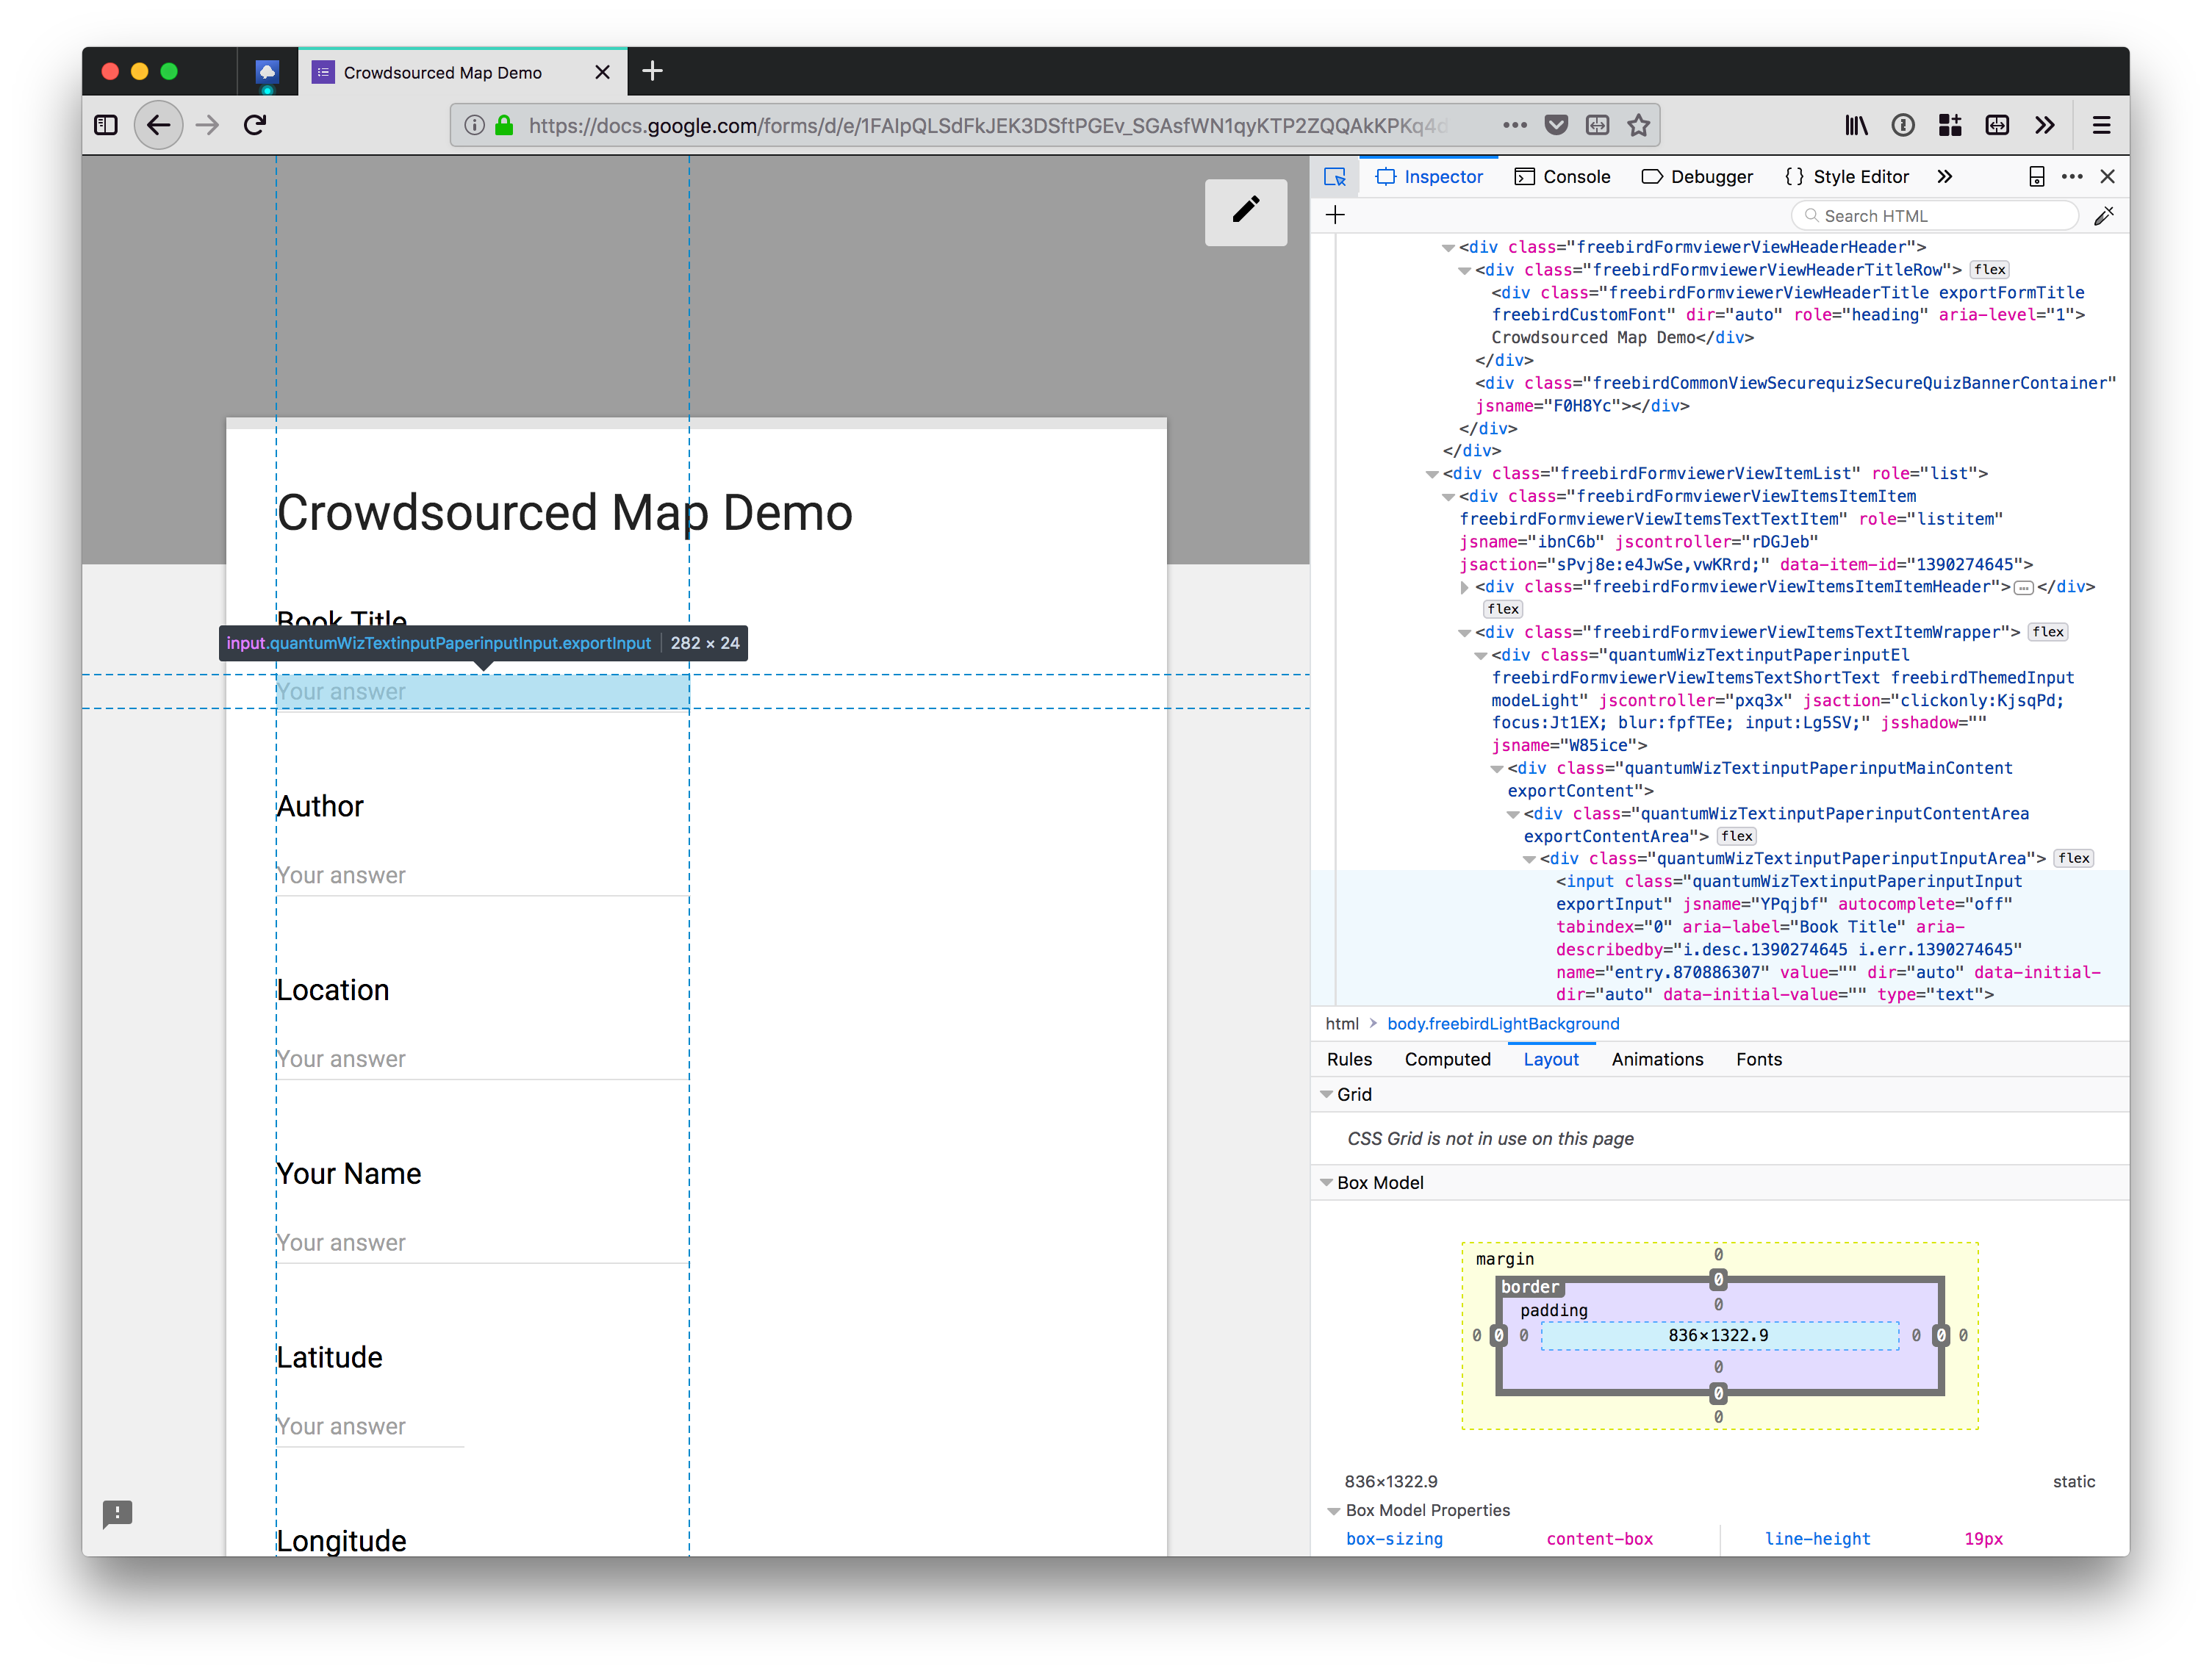 Crowdsourced Map Demo
https://docs.google.com/forms/d/e/1FAIpQLSdFkJEK3DSftPGEv_SGAsfWN1qyKTP2ZQQAkKPKq4d
Crowdsourced Map Demo
Book Title
input.quantumWizTextinputPaperinputInput.exportInput | 282 × 24
Your answer
Author
Your answer
Location
Your answer
Your Name
Your answer
Latitude
Your answer
Longitude
Inspector Console Debugger {} Style Editor
Search HTML
<div class="freebirdFormviewerViewHeaderHeader">
<div class="freebirdFormviewerViewHeaderTitleRow"> flex
<div class="freebirdFormviewerViewHeaderTitle exportFormTitle
freebirdCustomFont" dir="auto" role="heading" aria-level="1">
Crowdsourced Map Demo</div>
</div>
<div class="freebirdCommonViewSecurequizSecureQuizBannerContainer"
jsname="F0H8Yc"></div>
</div>
</div>
<div class="freebirdFormviewerViewItemList" role="list">
<div class="freebirdFormviewerViewItemsItemItem
freebirdFormviewerViewItemsTextTextItem" role="listitem"
jsname="ibnC6b" jscontroller="rDGJeb"
jsaction="sPvj8e:e4JwSe,vwKRrd;" data-item-id="1390274645">
<div class="freebirdFormviewerViewItemsItemItemHeader">…</div>
flex
<div class="freebirdFormviewerViewItemsTextItemWrapper"> flex
<div class="quantumWizTextinputPaperinputEl
freebirdFormviewerViewItemsTextShortText freebirdThemedInput
modeLight" jscontroller="pxq3x" jsaction="clickonly:KjsqPd;
focus:Jt1EX; blur:fpfTEe; input:Lg5SV;" jsshadow=""
jsname="W85ice">
<div class="quantumWizTextinputPaperinputMainContent
exportContent">
<div class="quantumWizTextinputPaperinputContentArea
exportContentArea"> flex
<div class="quantumWizTextinputPaperinputInputArea"> flex
<input class="quantumWizTextinputPaperinputInput
exportInput" jsname="YPqjbf" autocomplete="off"
tabindex="0" aria-label="Book Title" aria-
describedby="i.desc.1390274645 i.err.1390274645"
name="entry.870886307" value="" dir="auto" data-initial-
dir="auto" data-initial-value="" type="text">
html > body.freebirdLightBackground
Rules Computed Layout Animations Fonts
Grid
CSS Grid is not in use on this page
Box Model
margin 0
border 0
padding 0
0 0 0 836×1322.9 0 0 0
0
0
0
836×1322.9 static
Box Model Properties
box-sizing content-box line-height 19px